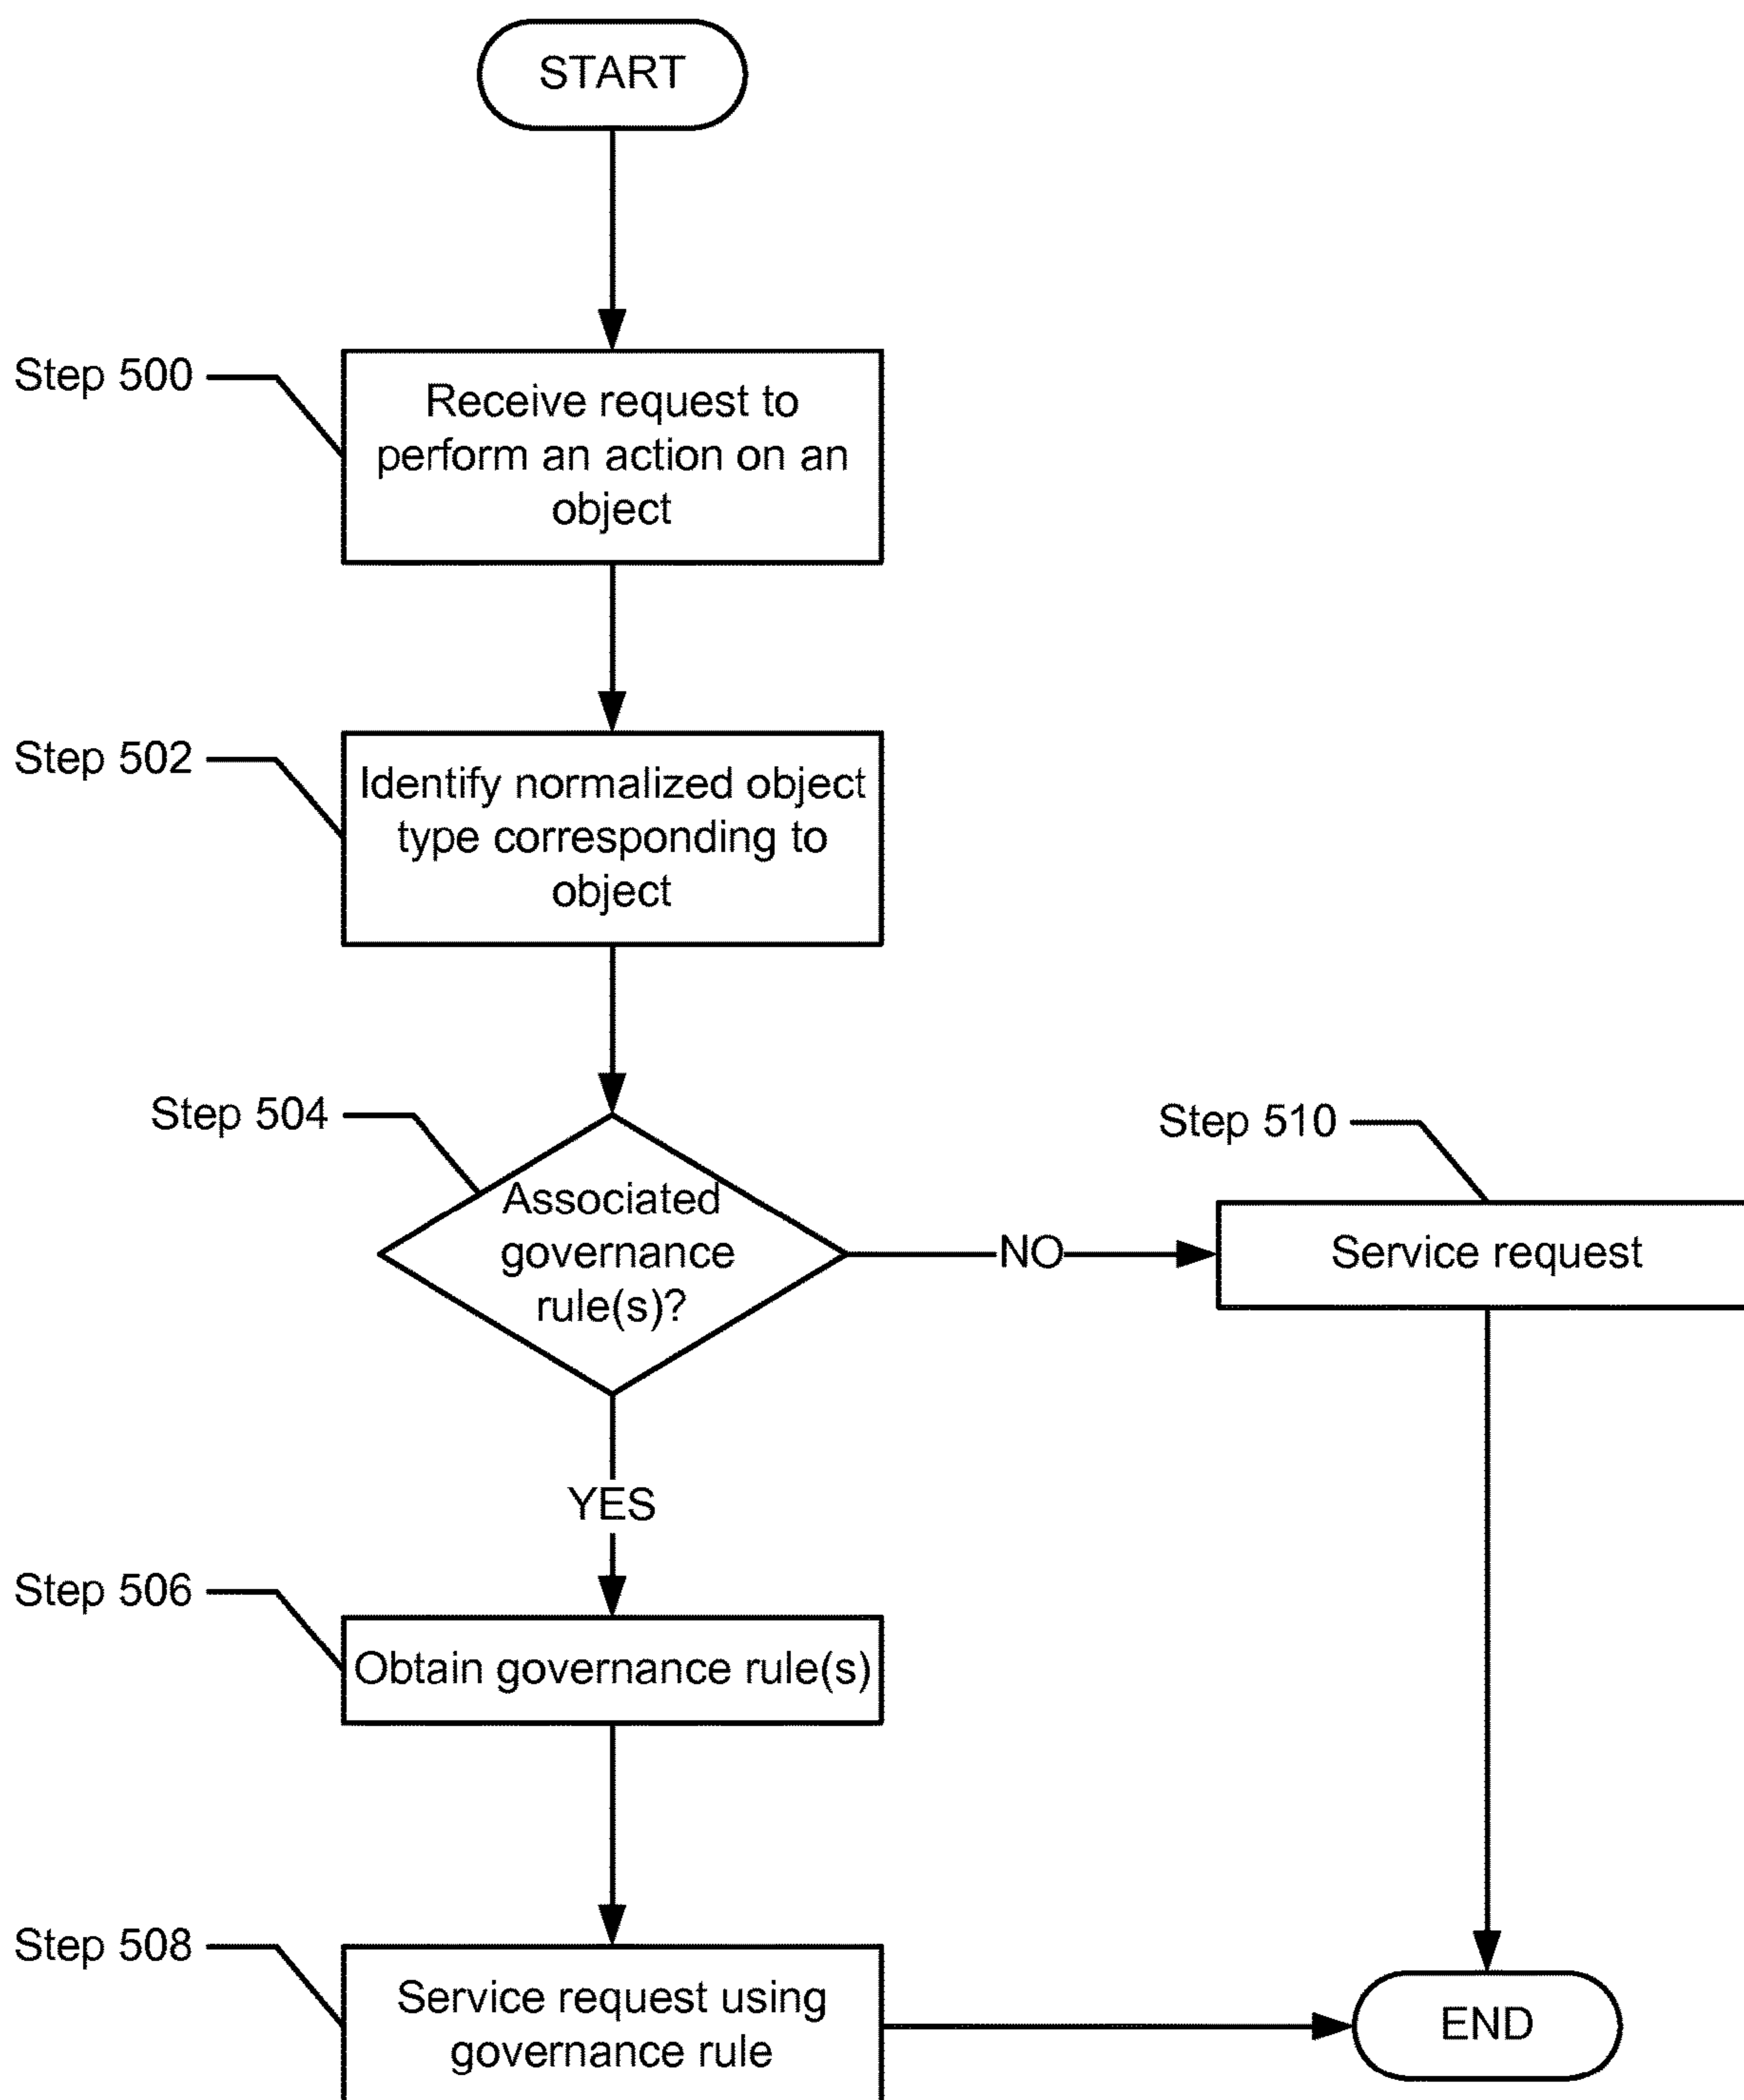 START
Step 500
Receive request to
perform an action on an
object
Step 502
Identify normalized object
type corresponding to
object
Step 504
Associated
governance
rule(s)?
NO
Step 510
Service request
YES
Step 506
Obtain governance rule(s)
Step 508
Service request using
governance rule
END